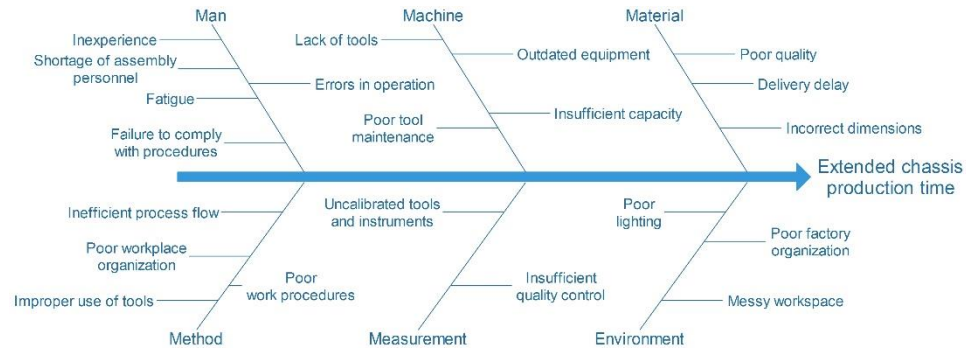 Man
Machine
Material
Inexperience
Shortage of assembly
personnel
Errors in operation
Fatigue
Failure to comply
with procedures
Lack of tools
Outdated equipment
Insufficient capacity
Poor tool
maintenance
Poor quality
Delivery delay
Incorrect dimensions
Extended chassis
production time
Inefficient process flow
Poor workplace
organization
Poor
work procedures
Improper use of tools
Uncalibrated tools
and instruments
Insufficient
quality control
Poor
lighting
Poor factory
organization
Messy workspace
Method
Measurement
Environment